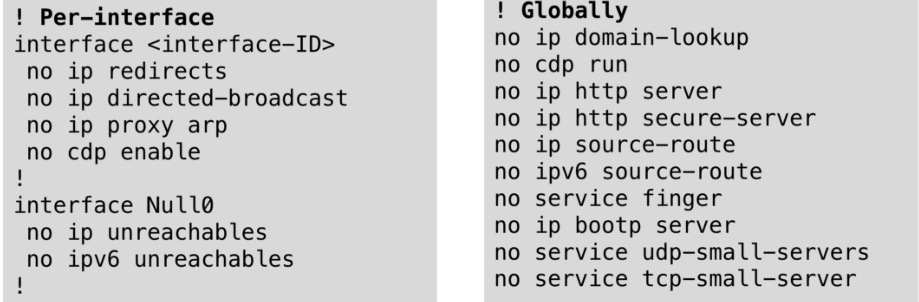 ! Per-interface
interface <interface-ID>
 no ip redirects
 no ip directed-broadcast
 no ip proxy arp
 no cdp enable
!
interface Null0
 no ip unreachables
 no ipv6 unreachables
!
! Globally
no ip domain-lookup
no cdp run
no ip http server
no ip http secure-server
no ip source-route
no ipv6 source-route
no service finger
no ip bootp server
no service udp-small-servers
no service tcp-small-server